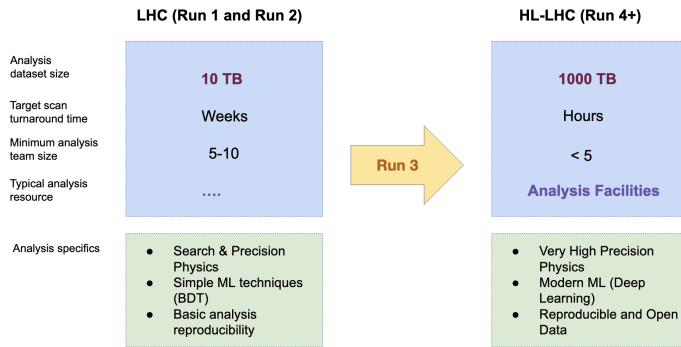 LHC (Run 1 and Run 2)
HL-LHC (Run 4+)
Analysis
dataset size
10 TB
1000 TB
Target scan
turnaround time
Weeks
Hours
Minimum analysis
team size
5-10
< 5
Run 3
Typical analysis
resource
....
Analysis Facilities
Analysis specifics
● Search & Precision
Physics
● Simple ML techniques
(BDT)
● Basic analysis
reproducibility
● Very High Precision
Physics
● Modern ML (Deep
Learning)
● Reproducible and Open
Data